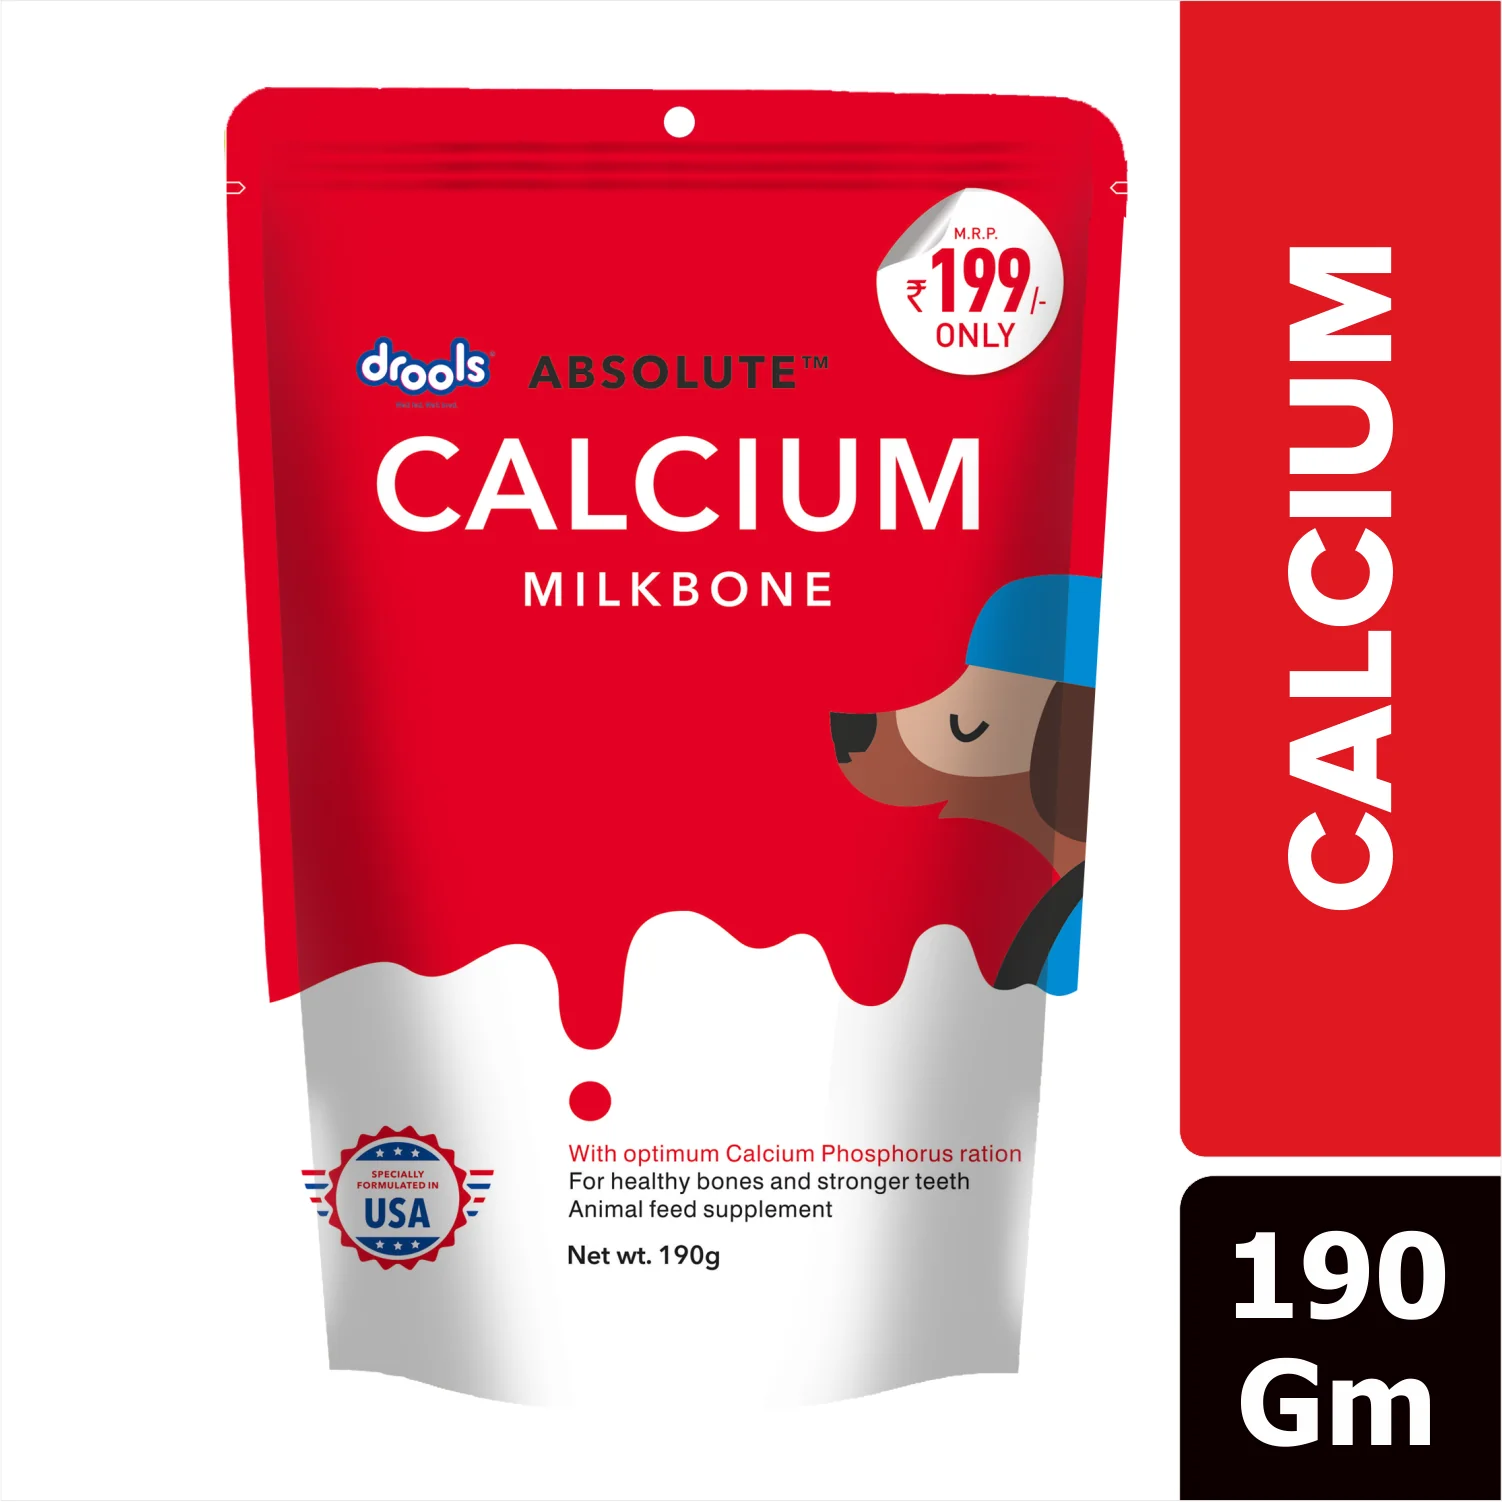 M.R.P.
₹199/-
ONLY
drools
ABSOLUTE™
CALCIUM
MILKBONE
With optimum Calcium Phosphorus ration
For healthy bones and stronger teeth
Animal feed supplement
Net wt. 190g
SPECIALLY
FORMULATED IN
USA
CALCIUM
190
Gm